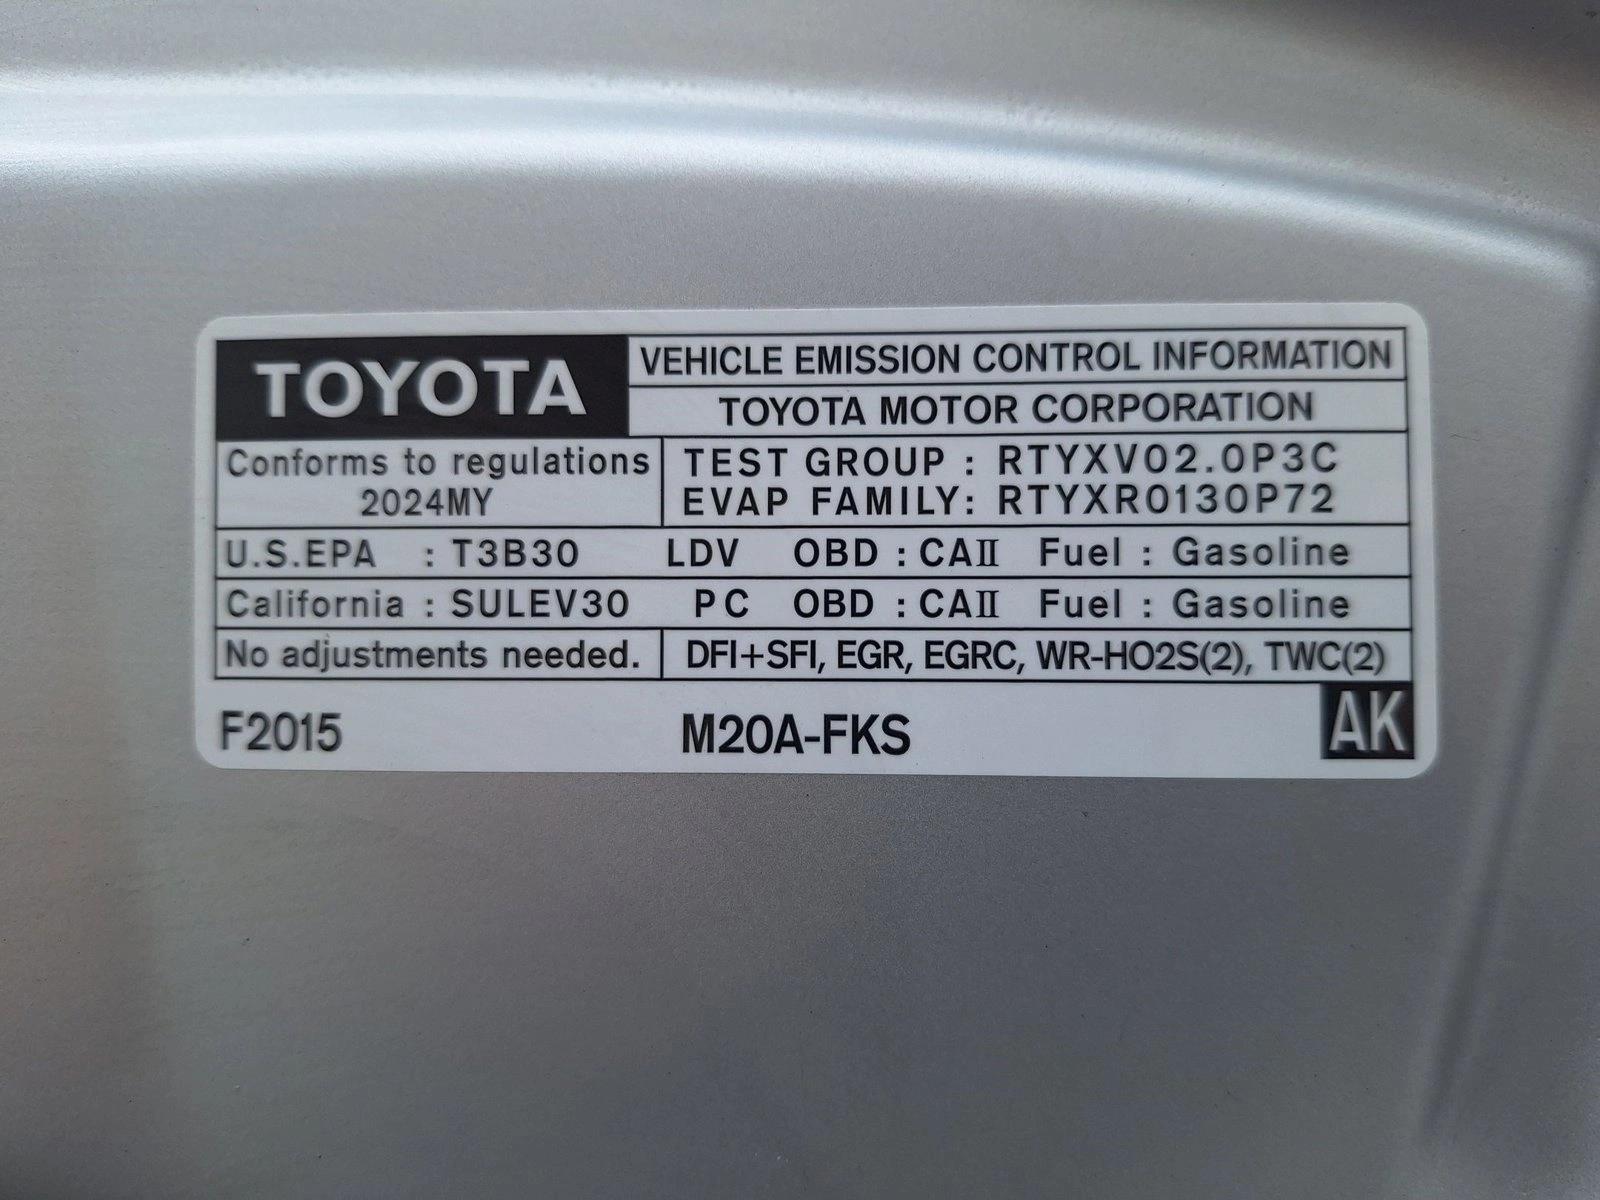 TOYOTA
VEHICLE EMISSION CONTROL INFORMATION
TOYOTA MOTOR CORPORATION
Conforms to regulations
2024MY
TEST GROUP : RTYXV02.0P3C
EVAP FAMILY: RTYXR0130P72
U.S.EPA : T3B30 LDV OBD : CAⅡ Fuel : Gasoline
California : SULEV30 PC OBD : CAⅡ Fuel : Gasoline
No adjustments needed. DFI+SFI, EGR, EGRC, WR-HO2S(2), TWC(2)
F2015 M20A-FKS AK